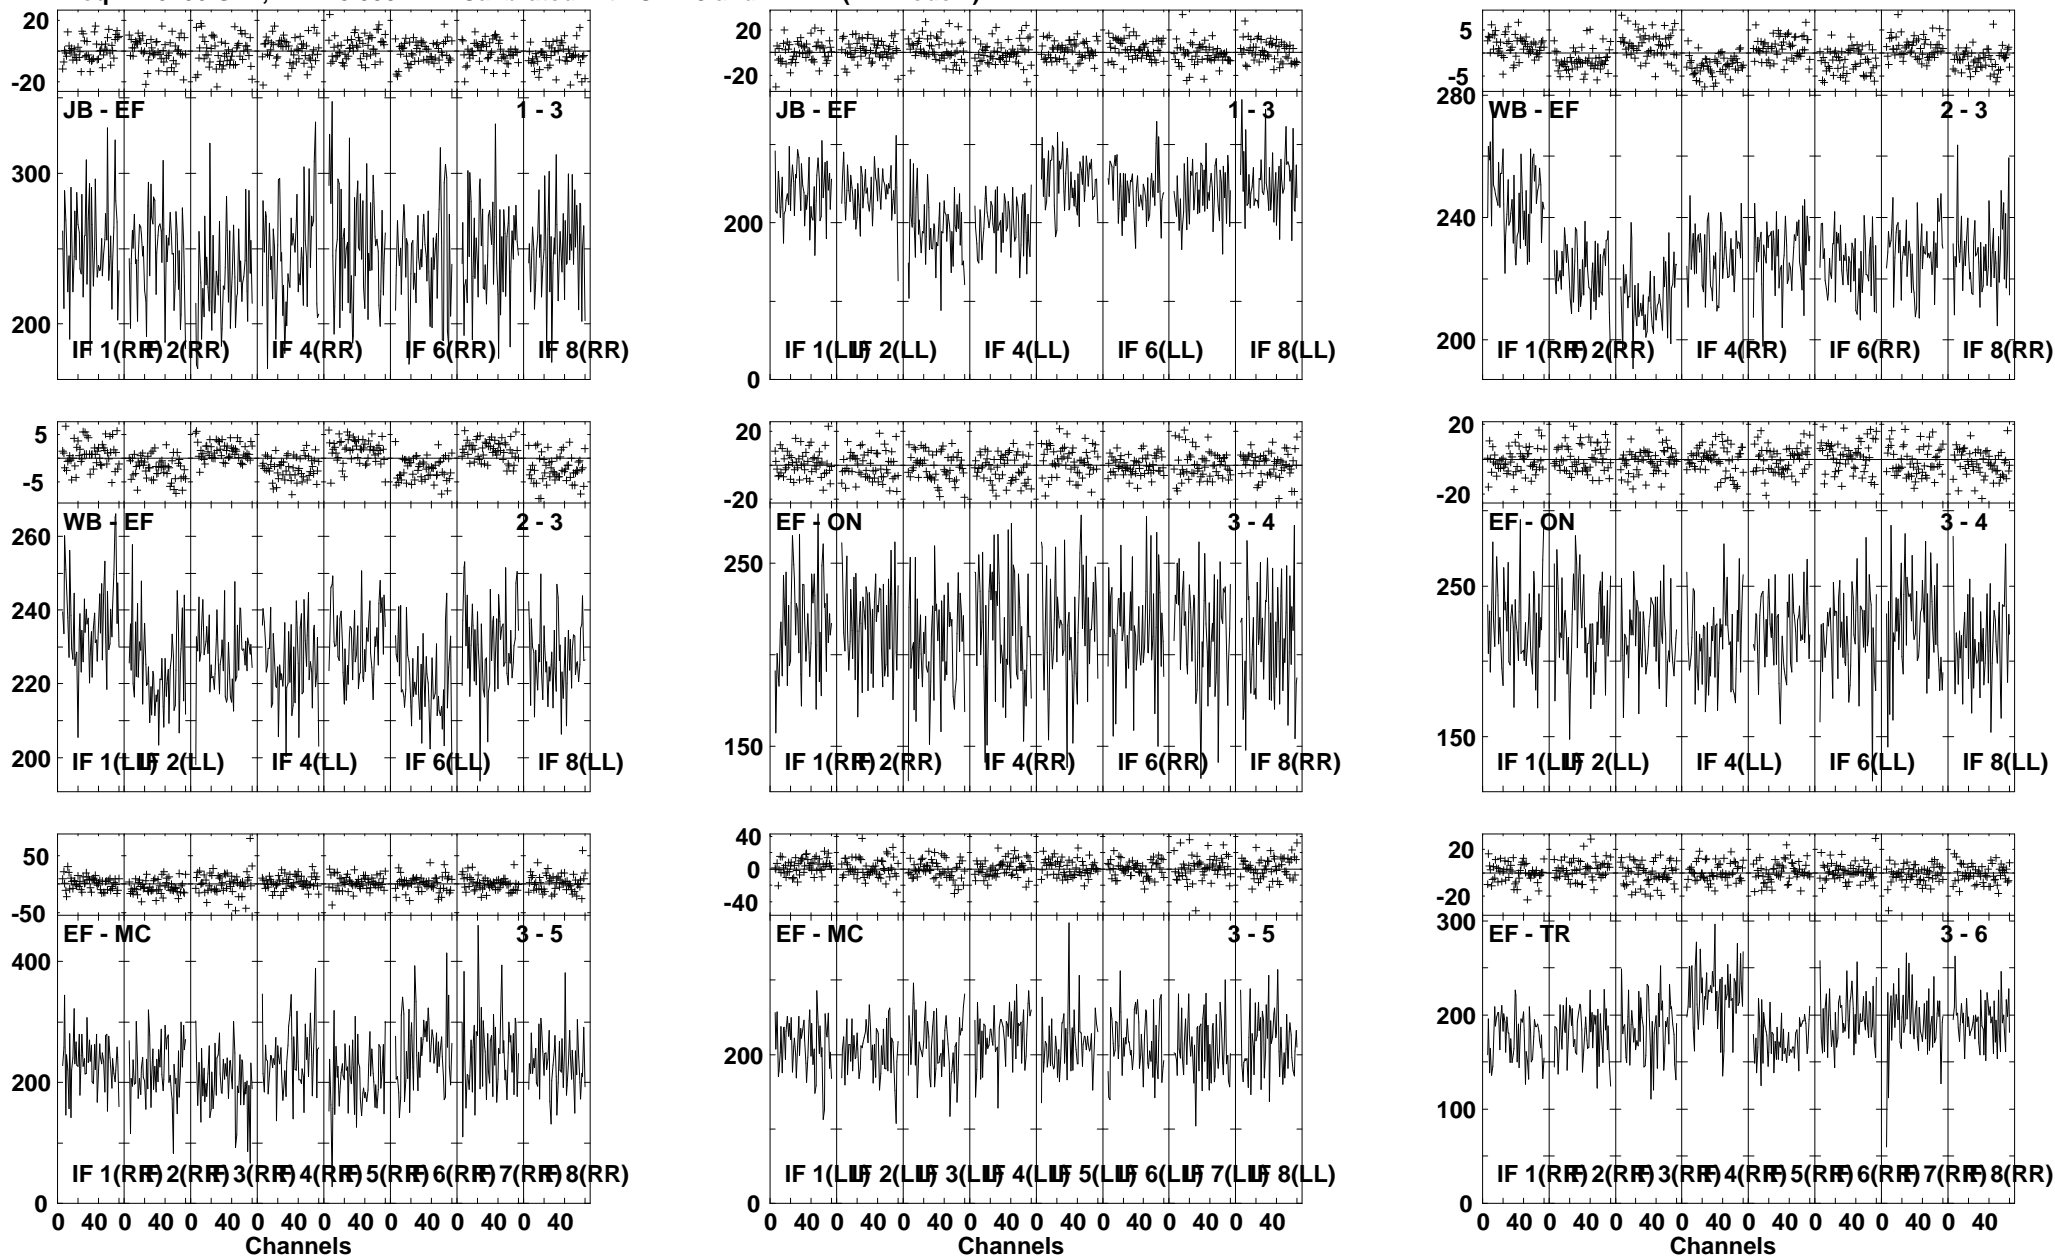 20
-20
JB - EF 1 - 3
300
200
IF 1(RR) IF 2(RR) IF 4(RR) IF 6(RR) IF 8(RR)
20
-20
JB - EF 1 - 3
200
0
IF 1(LL) IF 2(LL) IF 4(LL) IF 6(LL) IF 8(LL)
5
-5
280
WB - EF 2 - 3
240
200
IF 1(RR) IF 2(RR) IF 4(RR) IF 6(RR) IF 8(RR)
5
-5
WB - EF 2 - 3
260
240
220
200
IF 1(LL) IF 2(LL) IF 4(LL) IF 6(LL) IF 8(LL)
20
-20
EF - ON 3 - 4
250
150
IF 1(RR) IF 2(RR) IF 4(RR) IF 6(RR) IF 8(RR)
20
-20
EF - ON 3 - 4
250
150
IF 1(LL) IF 2(LL) IF 4(LL) IF 6(LL) IF 8(LL)
50
-50
EF - MC 3 - 5
400
200
0
IF 1(RR) IF 2(RR) IF 3(RR) IF 4(RR) IF 5(RR) IF 6(RR) IF 7(RR) IF 8(RR)
0 40 0 40 0 40 0 40 0 40 0 40 0 40 0 40
Channels
40
0
-40
EF - MC 3 - 5
200
0
IF 1(LL) IF 2(LL) IF 3(LL) IF 4(LL) IF 5(LL) IF 6(LL) IF 7(LL) IF 8(LL)
0 40 0 40 0 40 0 40 0 40 0 40 0 40 0 40
Channels
20
-20
300
EF - TR 3 - 6
200
100
0
IF 1(RR) IF 2(RR) IF 3(RR) IF 4(RR) IF 5(RR) IF 6(RR) IF 7(RR) IF 8(RR)
0 40 0 40 0 40 0 40 0 40 0 40 0 40 0 40
Channels